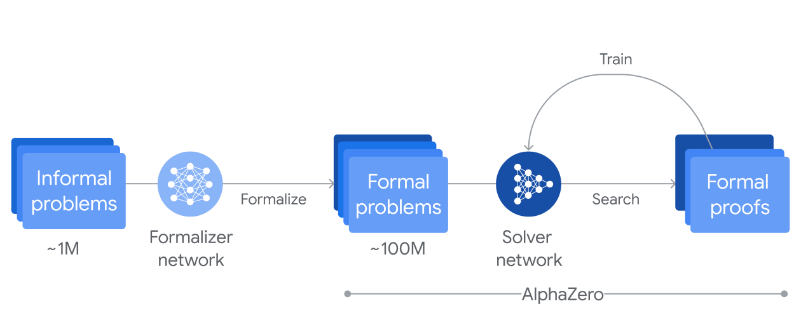 Train
Informal
problems
~1M
Formalizer
network
Formalize
Formal
problems
~100M
Solver
network
Search
Formal
proofs
AlphaZero